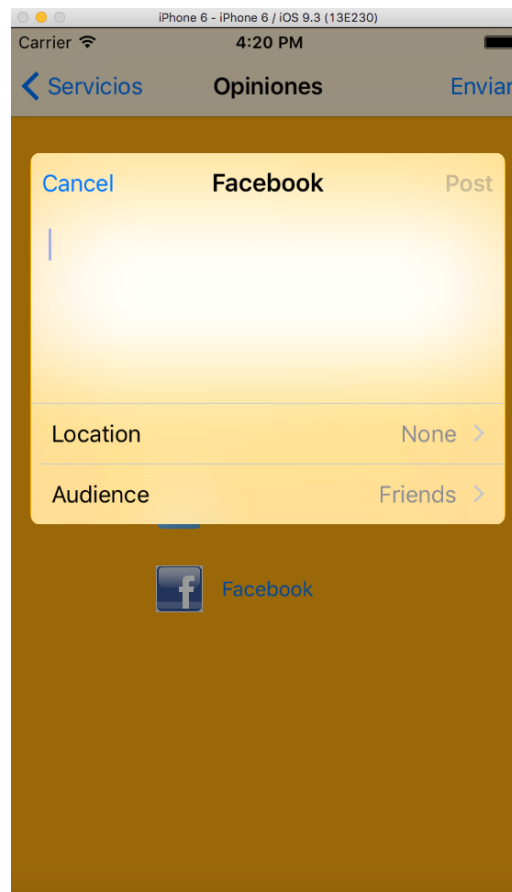 iPhone 6 - iPhone 6 / iOS 9.3 (13E230)
Carrier 4:20 PM
Servicios Opiniones Enviar
Cancel Facebook Post
Location None
Audience Friends
f Facebook